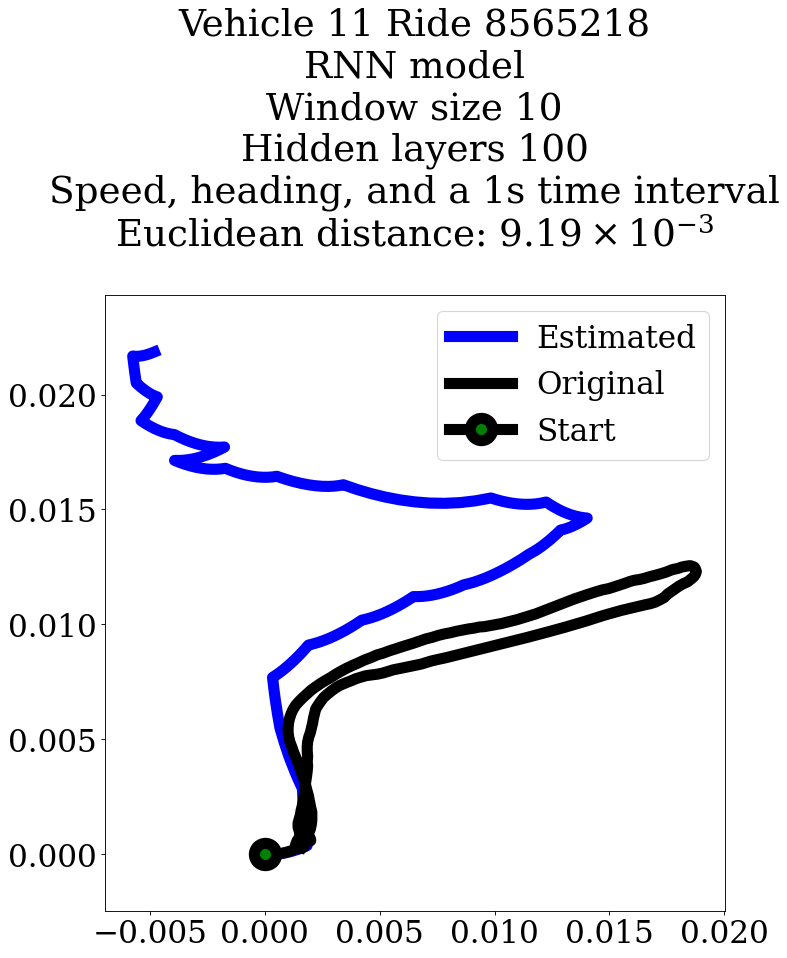 Vehicle 11 Ride 8565218
RNN model
Window size 10
Hidden layers 100
Speed, heading, and a 1s time interval
Euclidean distance: 9.19 × 10⁻³
Estimated
Original
Start
0.020
0.015
0.010
0.005
0.000
−0.005 0.000 0.005 0.010 0.015 0.020